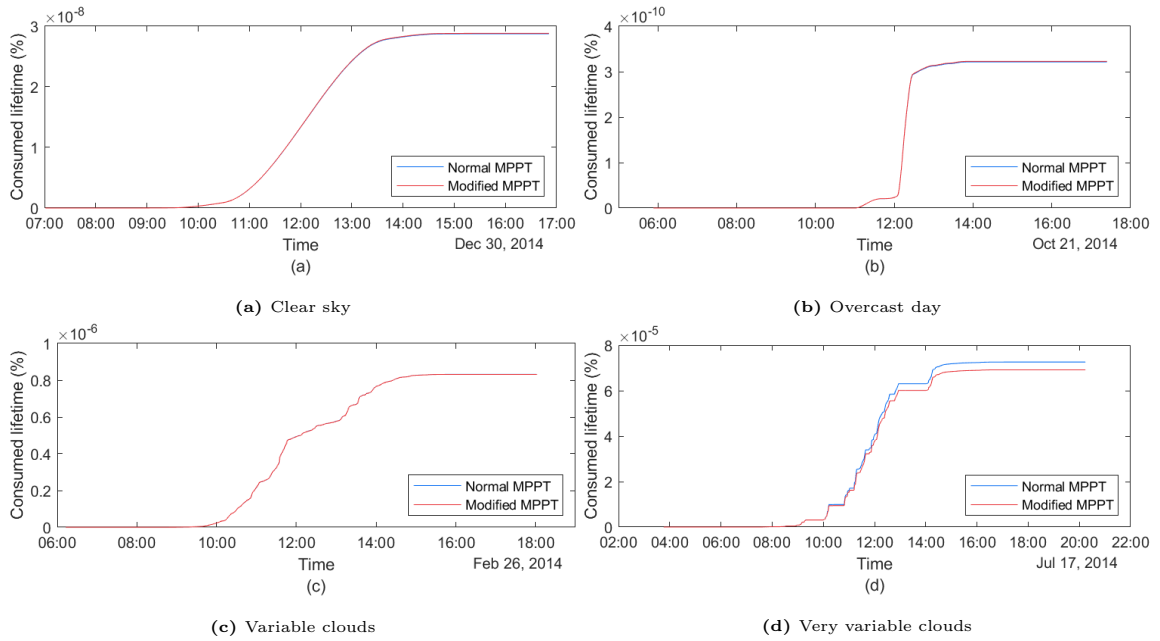 ×10⁻⁸
3
2
1
0
Consumed lifetime (%)
Normal MPPT
Modified MPPT
07:00 08:00 09:00 10:00 11:00 12:00 13:00 14:00 15:00 16:00 17:00
Time
Dec 30, 2014
(a)
(a) Clear sky
×10⁻¹⁰
4
3
2
1
0
Consumed lifetime (%)
Normal MPPT
Modified MPPT
06:00 08:00 10:00 12:00 14:00 16:00 18:00
Time
Oct 21, 2014
(b)
(b) Overcast day
×10⁻⁶
1
0.8
0.6
0.4
0.2
0
Consumed lifetime (%)
Normal MPPT
Modified MPPT
06:00 08:00 10:00 12:00 14:00 16:00 18:00
Time
Feb 26, 2014
(c)
(c) Variable clouds
×10⁻⁵
8
6
4
2
0
Consumed lifetime (%)
Normal MPPT
Modified MPPT
02:00 04:00 06:00 08:00 10:00 12:00 14:00 16:00 18:00 20:00 22:00
Time
Jul 17, 2014
(d)
(d) Very variable clouds